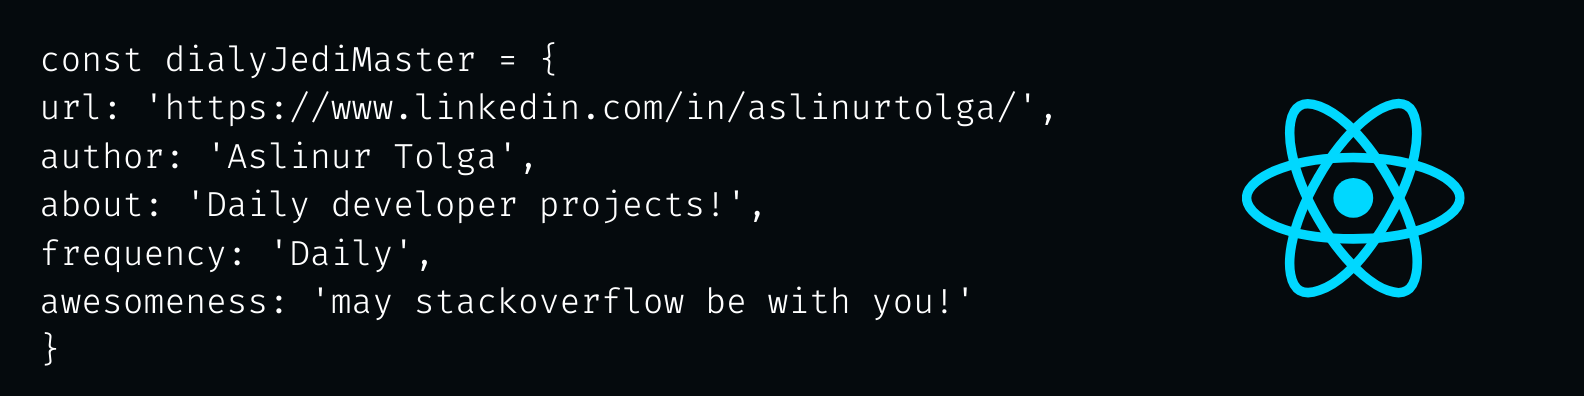 const dialyJediMaster = {
url: 'https://www.linkedin.com/in/aslinurtolga/',
author: 'Aslinur Tolga',
about: 'Daily developer projects!',
frequency: 'Daily',
awesomeness: 'may stackoverflow be with you!'
}